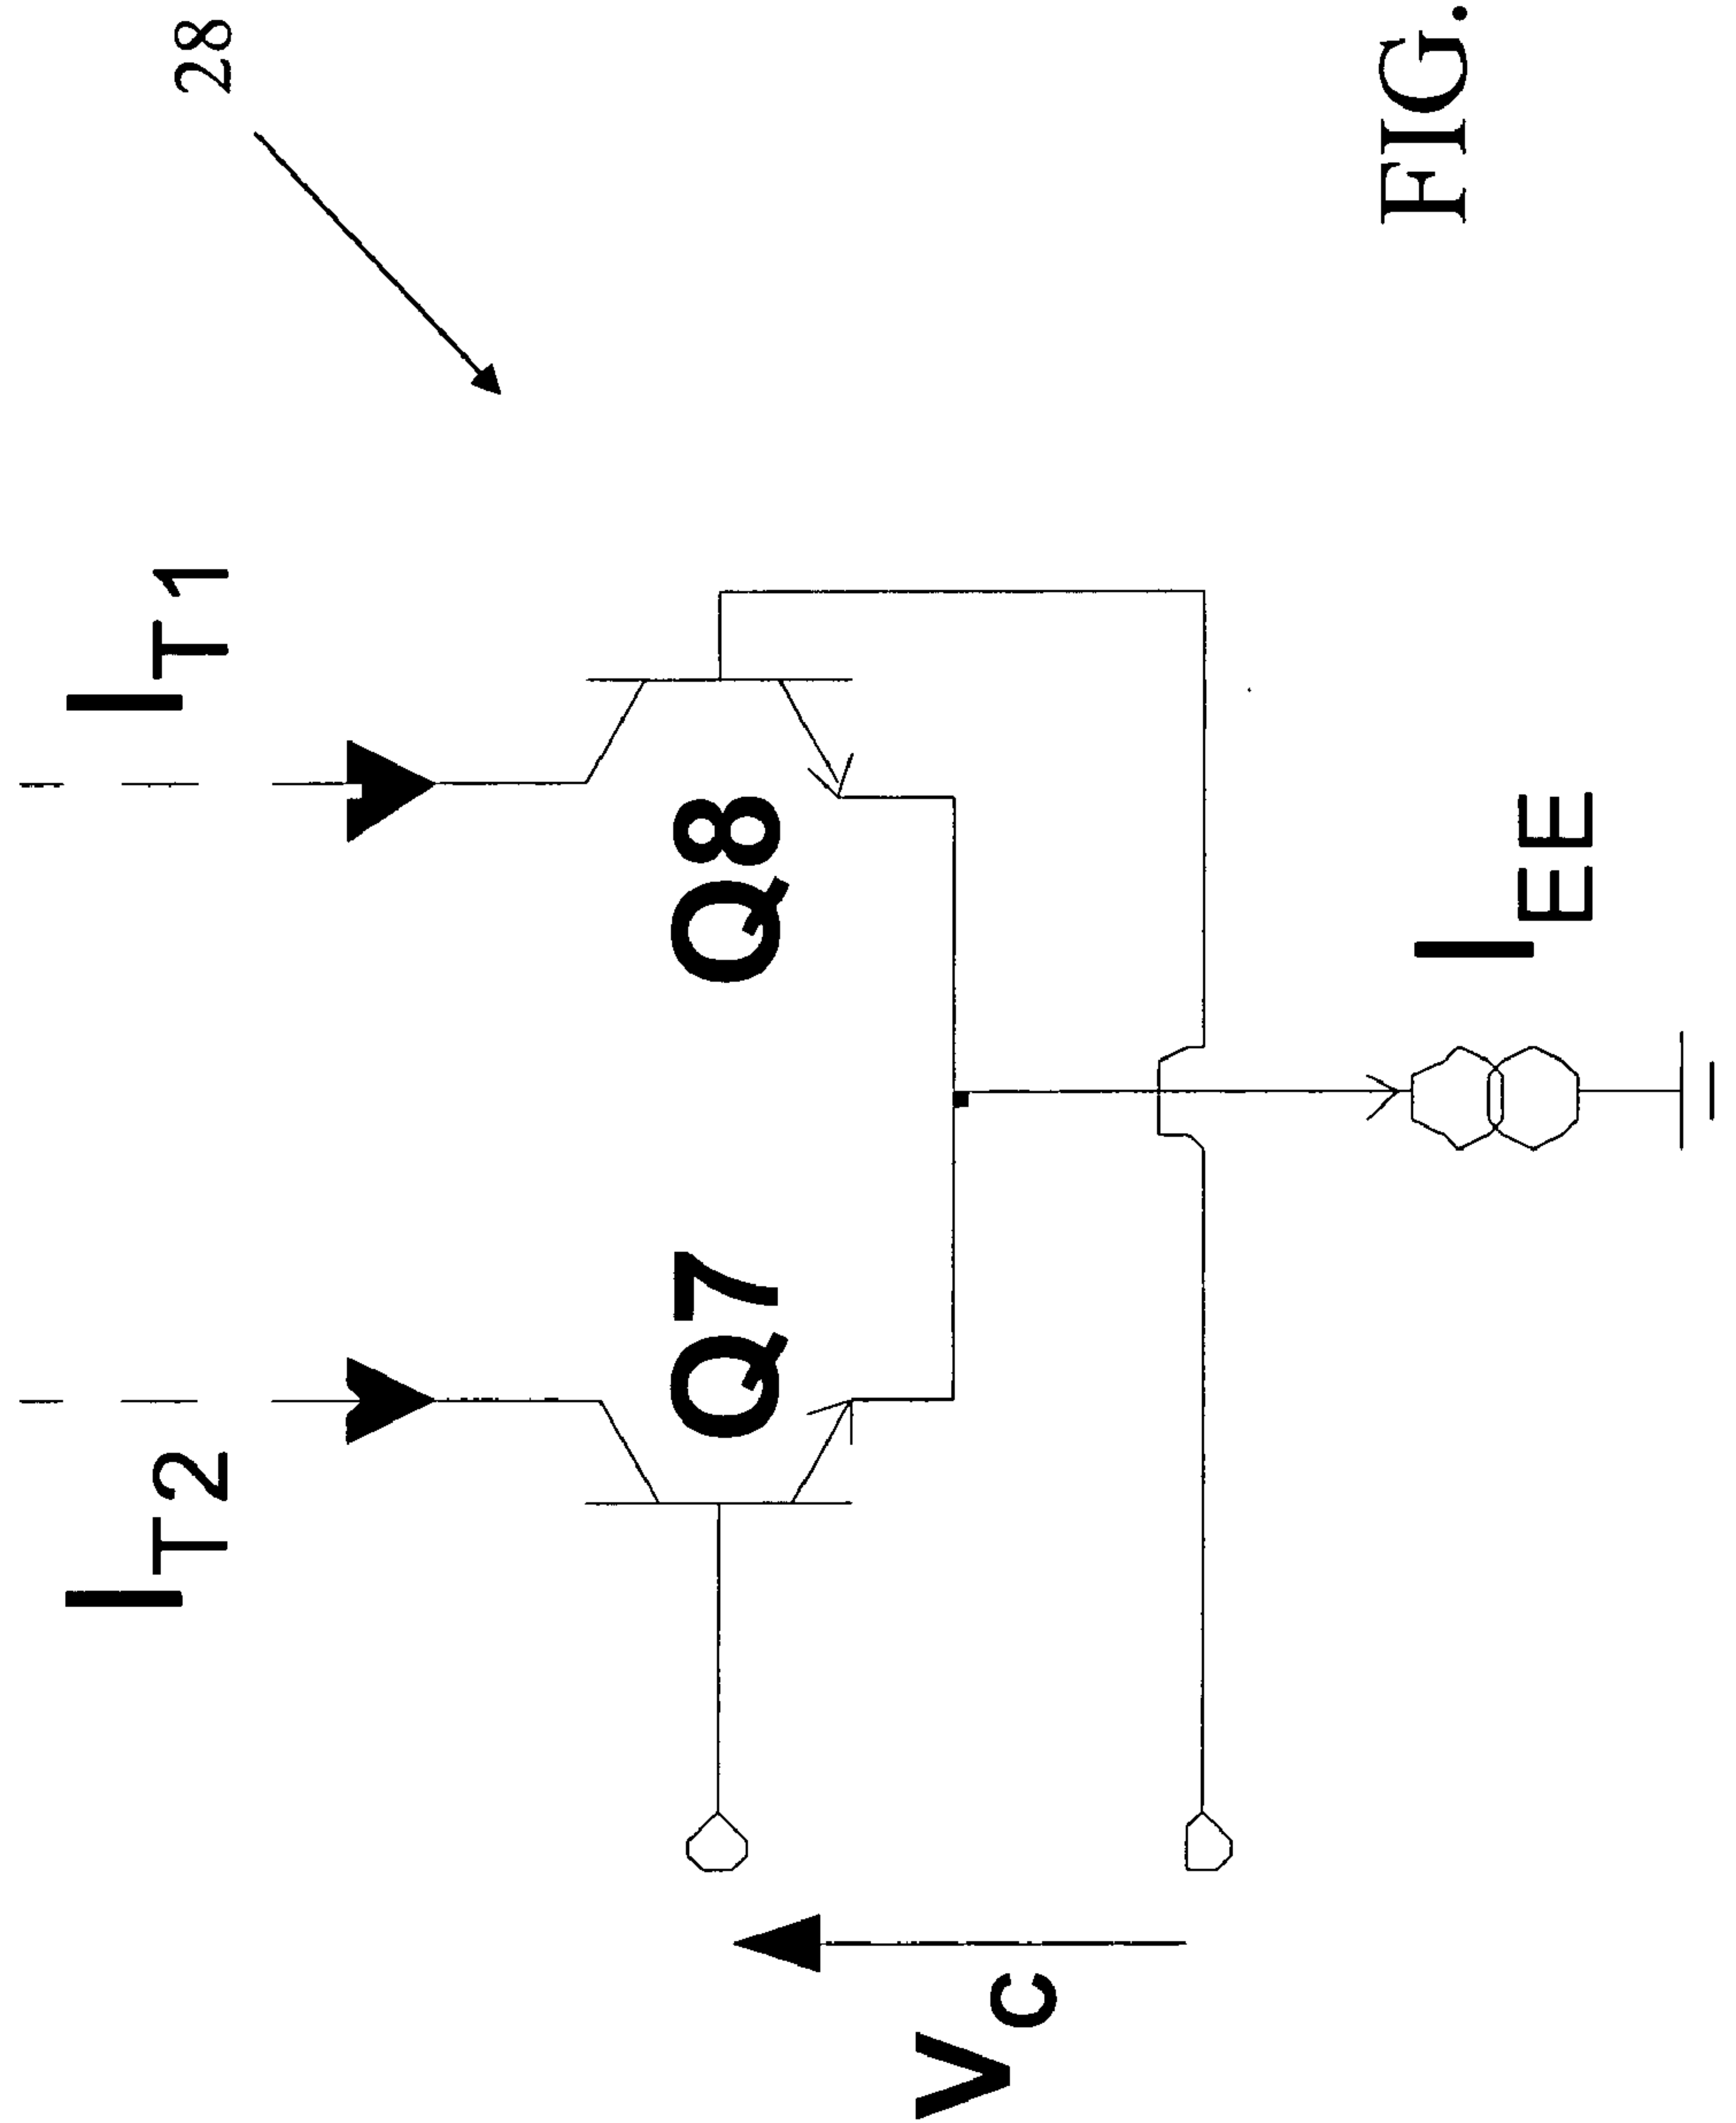 28
I_T2
I_T1
Q7
Q8
V_C
I_EE
FIG.